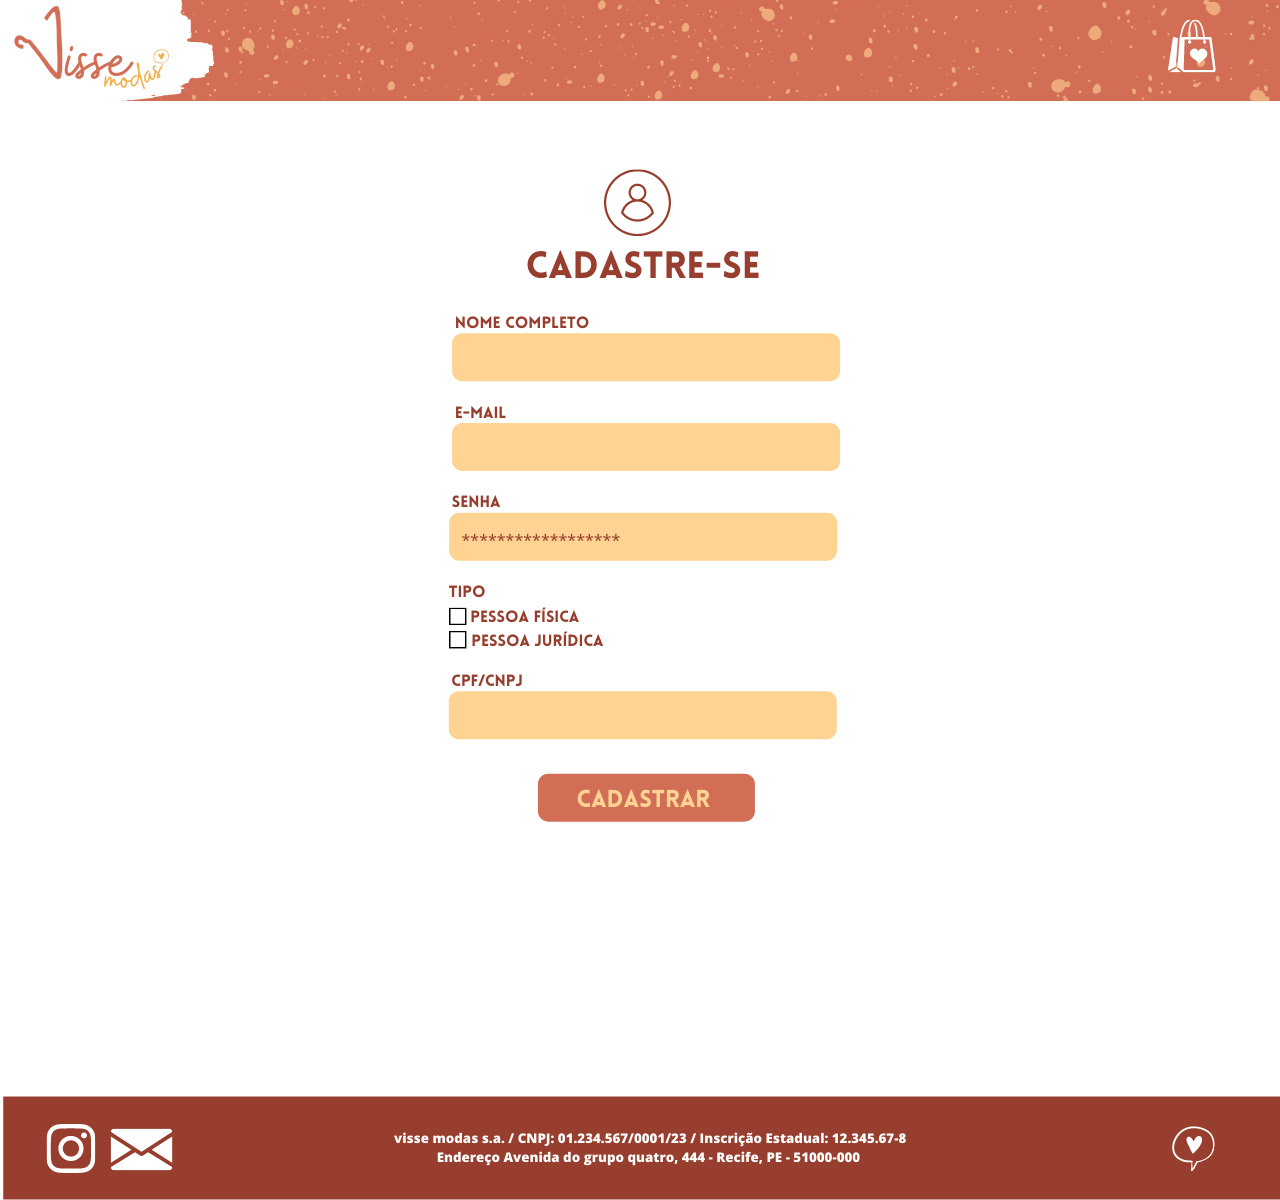 Visse
modas
CADASTRE-SE
NOME COMPLETO
E-MAIL
SENHA
******************
TIPO
PESSOA FÍSICA
PESSOA JURÍDICA
CPF/CNPJ
CADASTRAR
visse modas s.a. / CNPJ: 01.234.567/0001/23 / Inscrição Estadual: 12.345.67-8
Endereço Avenida do grupo quatro, 444 - Recife, PE - 51000-000